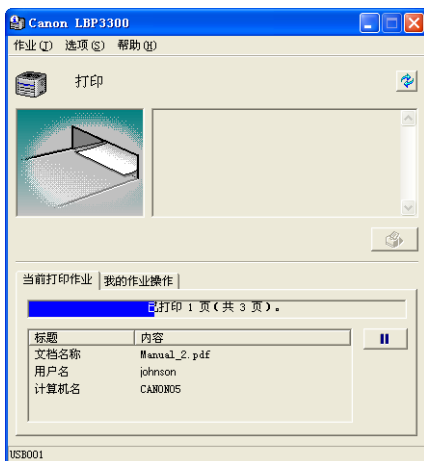 Canon LBP3300
作业(J) 选项(S) 帮助(H)
打印
当前打印作业 我的作业操作
已打印 1 页(共 3 页)。
标题 内容
文档名称 Manual_2.pdf
用户名 johnson
计算机名 CANON05
USB001